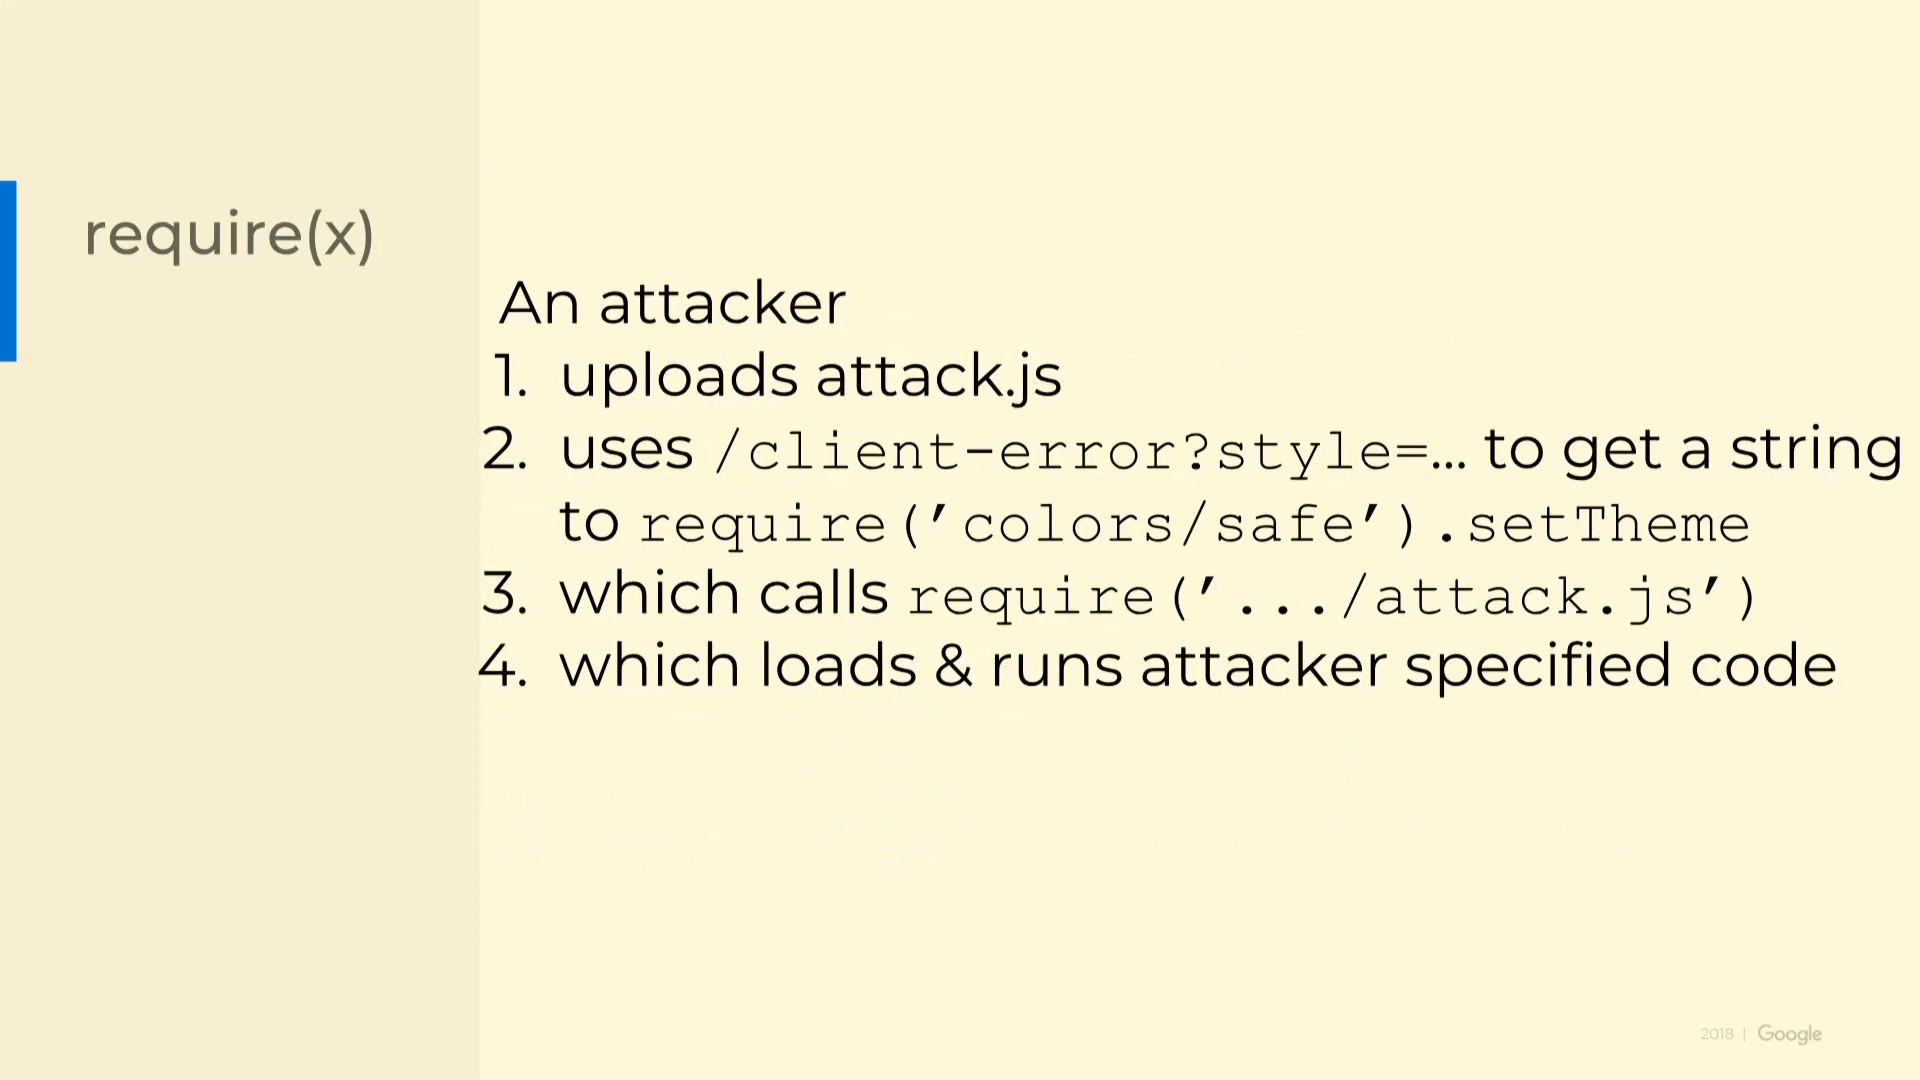 require(x)
An attacker
1. uploads attack.js
2. uses /client-error?style=… to get a string
to require(’colors/safe’).setTheme
3. which calls require(’.../attack.js’)
4. which loads & runs attacker specified code
2018 | Google